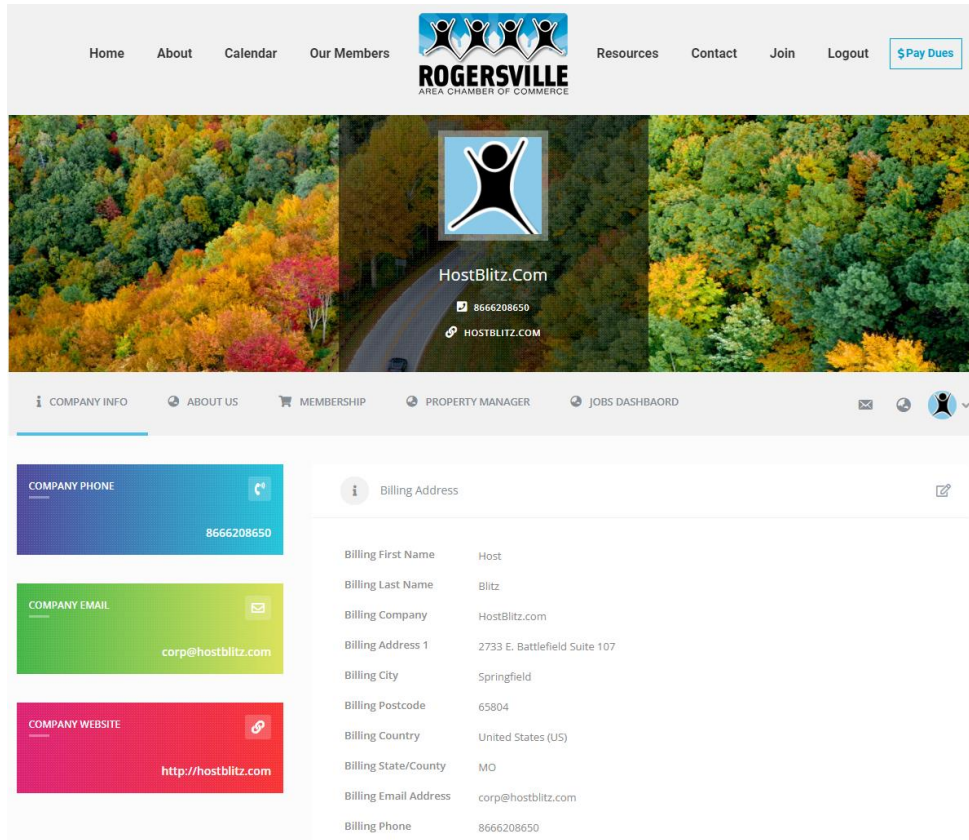 Home About Calendar Our Members ROGERSVILLE AREA CHAMBER OF COMMERCE Resources Contact Join Logout $Pay Dues
HostBlitz.Com
8666208650
HOSTBLITZ.COM
COMPANY INFO ABOUT US MEMBERSHIP PROPERTY MANAGER JOBS DASHBAORD
COMPANY PHONE
8666208650
COMPANY EMAIL
corp@hostblitz.com
COMPANY WEBSITE
http://hostblitz.com
Billing Address
Billing First Name Host
Billing Last Name Blitz
Billing Company HostBlitz.com
Billing Address 1 2733 E. Battlefield Suite 107
Billing City Springfield
Billing Postcode 65804
Billing Country United States (US)
Billing State/County MO
Billing Email Address corp@hostblitz.com
Billing Phone 8666208650